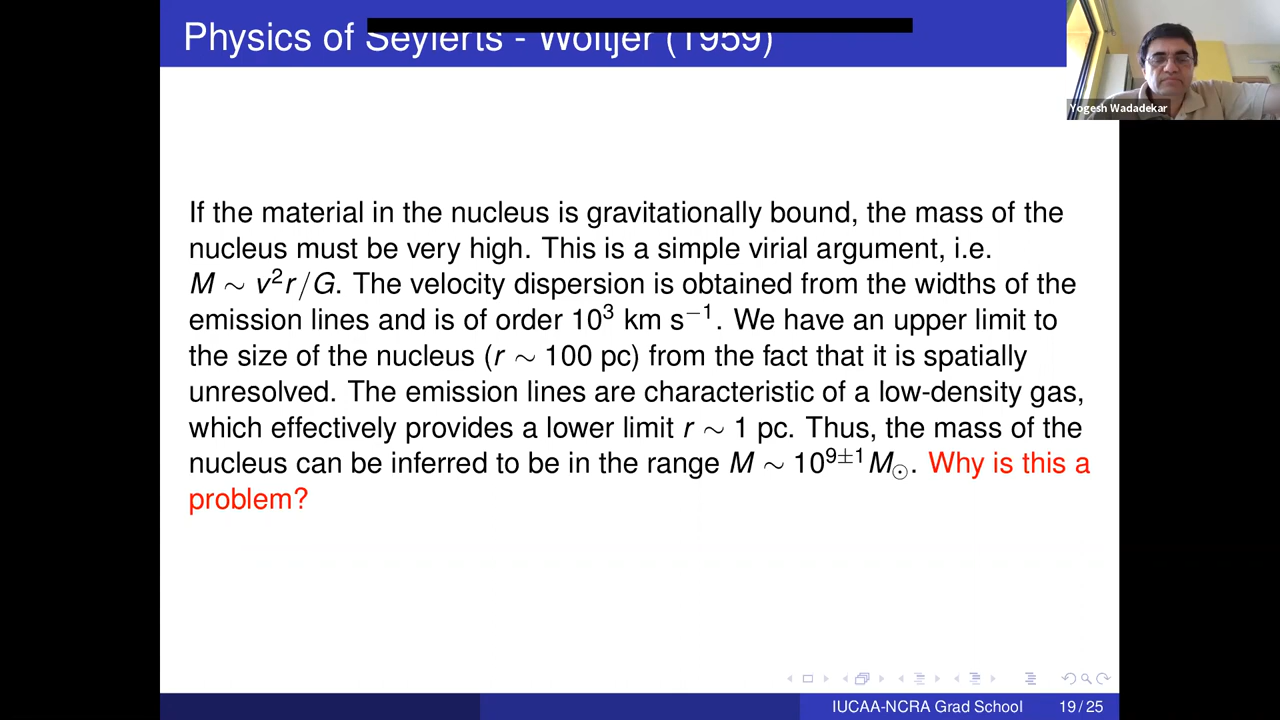 Physics of Seyferts - Woltjer (1959)
Yogesh Wadadekar
If the material in the nucleus is gravitationally bound, the mass of the
nucleus must be very high. This is a simple virial argument, i.e.
M ∼ v²r/G. The velocity dispersion is obtained from the widths of the
emission lines and is of order 10³ km s⁻¹. We have an upper limit to
the size of the nucleus (r ∼ 100 pc) from the fact that it is spatially
unresolved. The emission lines are characteristic of a low-density gas,
which effectively provides a lower limit r ∼ 1 pc. Thus, the mass of the
nucleus can be inferred to be in the range M ∼ 10⁹±¹M⊙. Why is this a
problem?
IUCAA-NCRA Grad School 19 / 25